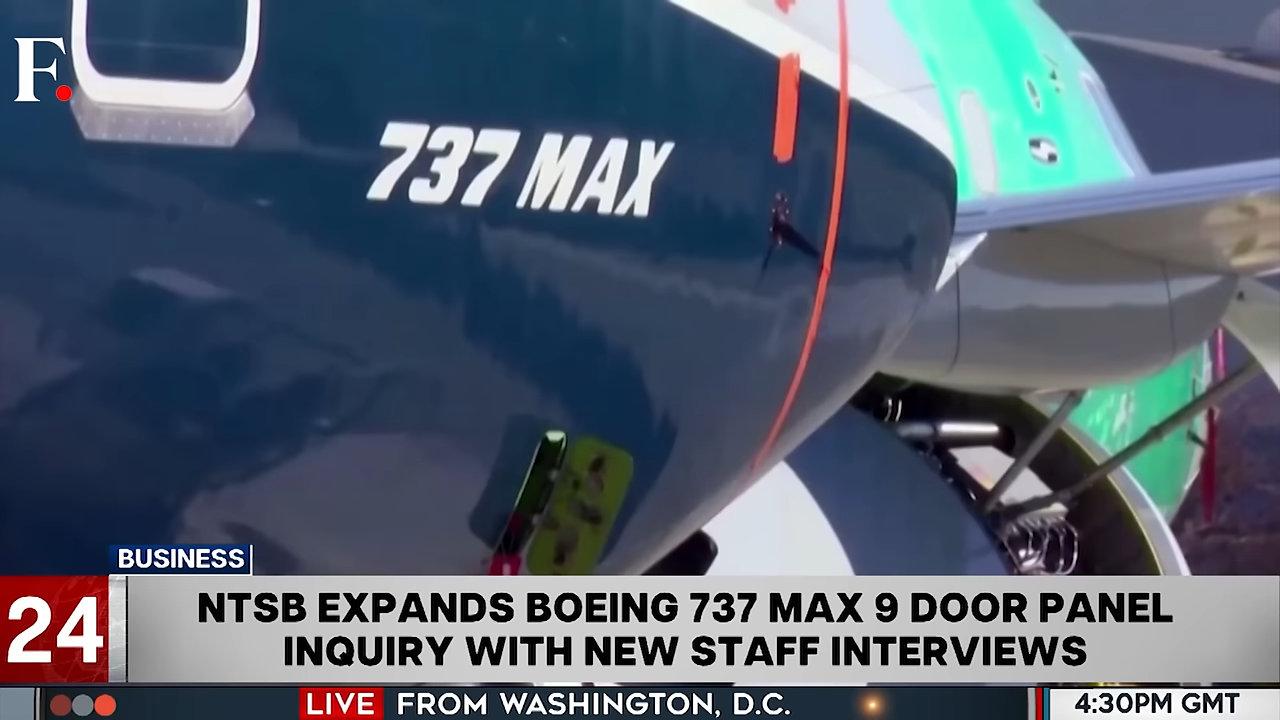 F.
737 MAX
BUSINESS
24
NTSB EXPANDS BOEING 737 MAX 9 DOOR PANEL
INQUIRY WITH NEW STAFF INTERVIEWS
LIVE FROM WASHINGTON, D.C.
4:30PM GMT